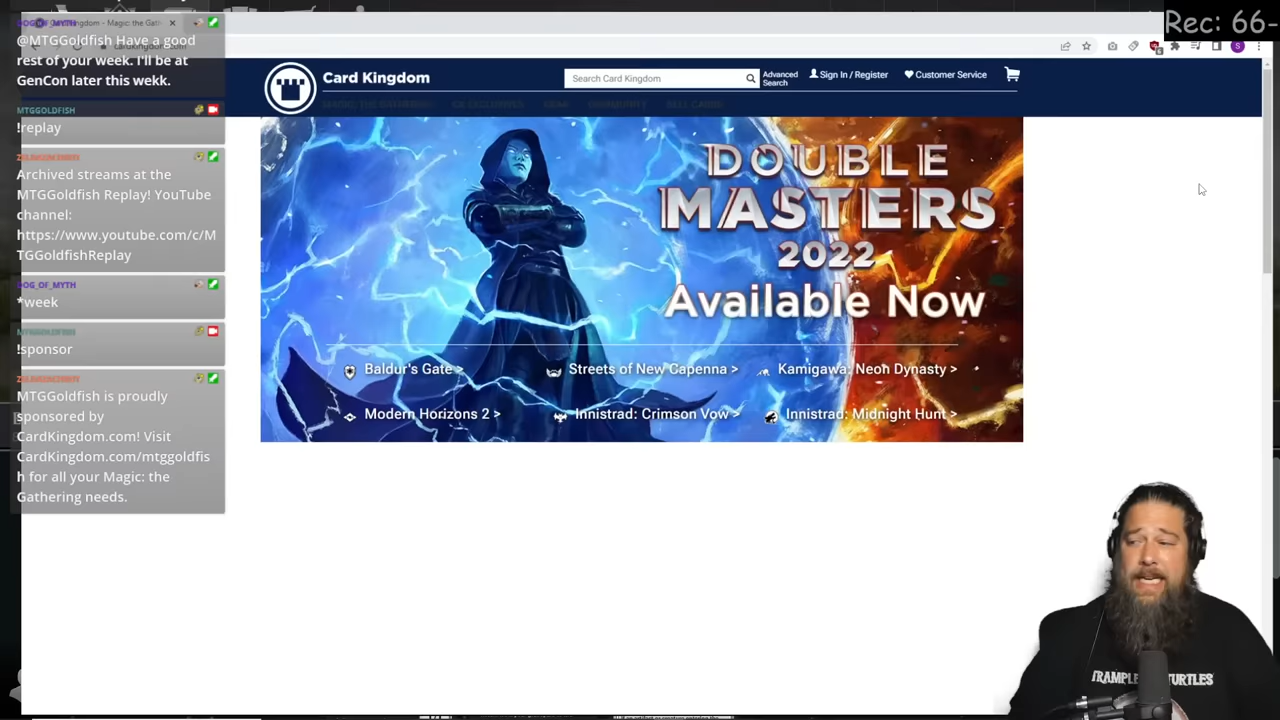 Rec: 66-
@MTGGoldfish Have a good
rest of your week. I'll be at
GenCon later this wekk.
MTGGOLDFISH
!replay
Archived streams at the
MTGGoldfish Replay! YouTube
channel:
https://www.youtube.com/c/M
TGGoldfishReplay
DOG_OF_MYTH
*week
MTGGOLDFISH
!sponsor
MTGGoldfish is proudly
sponsored by
CardKingdom.com! Visit
CardKingdom.com/mtggoldfis
h for all your Magic: the
Gathering needs.
Card Kingdom
Search Card Kingdom
Advanced
Search
Sign In / Register
Customer Service
DOUBLE
MASTERS
2022
Available Now
Baldur's Gate >
Streets of New Capenna >
Kamigawa: Neon Dynasty >
Modern Horizons 2 >
Innistrad: Crimson Vow >
Innistrad: Midnight Hunt >